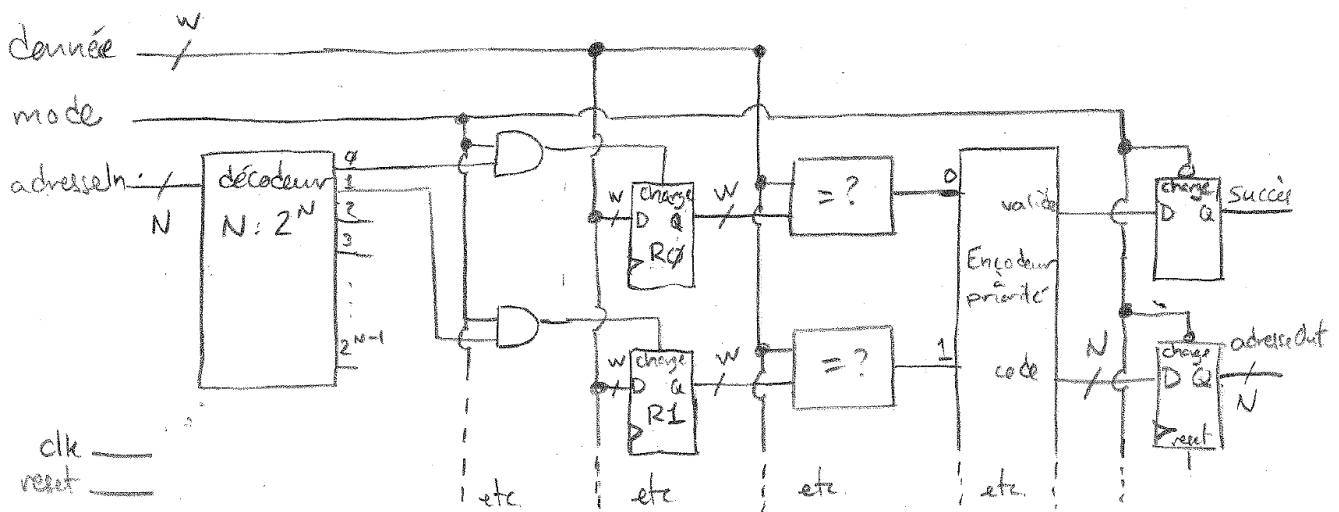 W
donnée
mode
adresseIn
N
décodeur
N:2^N
0
1
2
3
2^N-1
clk
reset
charge
W
D Q
R0
W
= ?
charge
W
D Q
R1
W
= ?
etc.
etc
etc
etc.
0
valide
Encodeur
à
priorité
1
code
N
charge
D Q
succès
charge
D Q
reset
adresseOut
N